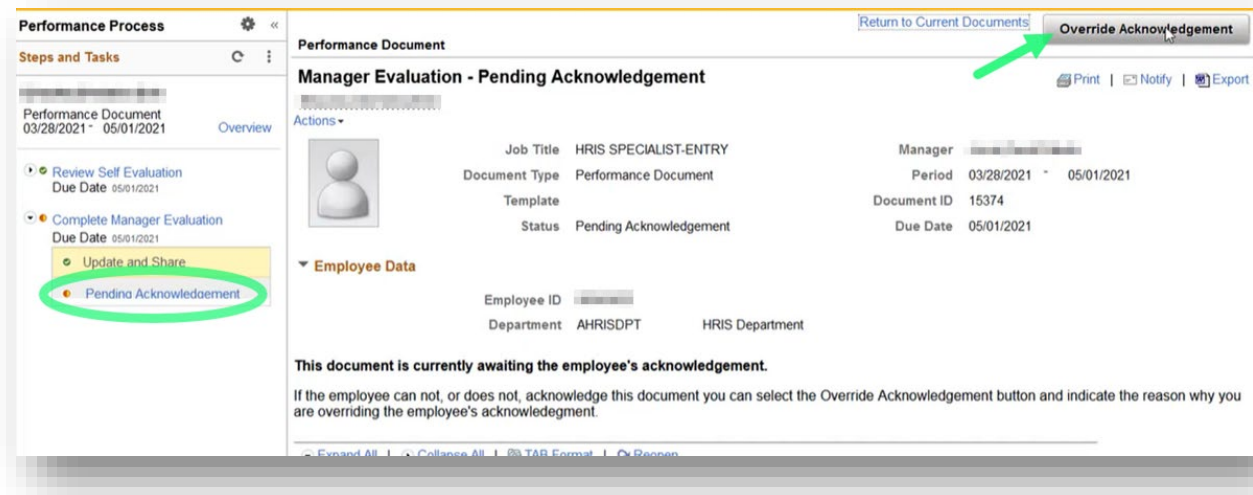 Performance Process
«
Steps and Tasks
Performance Document
03/28/2021 - 05/01/2021 Overview
Review Self Evaluation
Due Date 05/01/2021
Complete Manager Evaluation
Due Date 05/01/2021
Update and Share
Pending Acknowledgement
Return to Current Documents
Override Acknowledgement
Performance Document
Manager Evaluation - Pending Acknowledgement
Print | Notify | Export
Actions
Job Title HRIS SPECIALIST-ENTRY Manager
Document Type Performance Document Period 03/28/2021 - 05/01/2021
Template Document ID 15374
Status Pending Acknowledgement Due Date 05/01/2021
Employee Data
Employee ID
Department AHRISDPT HRIS Department
This document is currently awaiting the employee's acknowledgement.
If the employee can not, or does not, acknowledge this document you can select the Override Acknowledgement button and indicate the reason why you
are overriding the employee's acknowledegment.
Expand All | Collapse All | TAB Format | Reopen